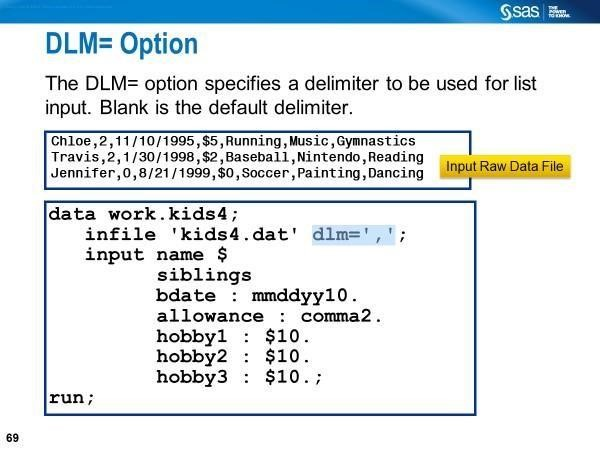 sas THE
POWER
TO KNOW.
DLM= Option
The DLM= option specifies a delimiter to be used for list
input. Blank is the default delimiter.
Chloe,2,11/10/1995,$5,Running,Music,Gymnastics
Travis,2,1/30/1998,$2,Baseball,Nintendo,Reading
Jennifer,0,8/21/1999,$0,Soccer,Painting,Dancing
Input Raw Data File
data work.kids4;
   infile 'kids4.dat' dlm=',';
   input name $
         siblings
         bdate : mmddyy10.
         allowance : comma2.
         hobby1 : $10.
         hobby2 : $10.
         hobby3 : $10.;
run;
69